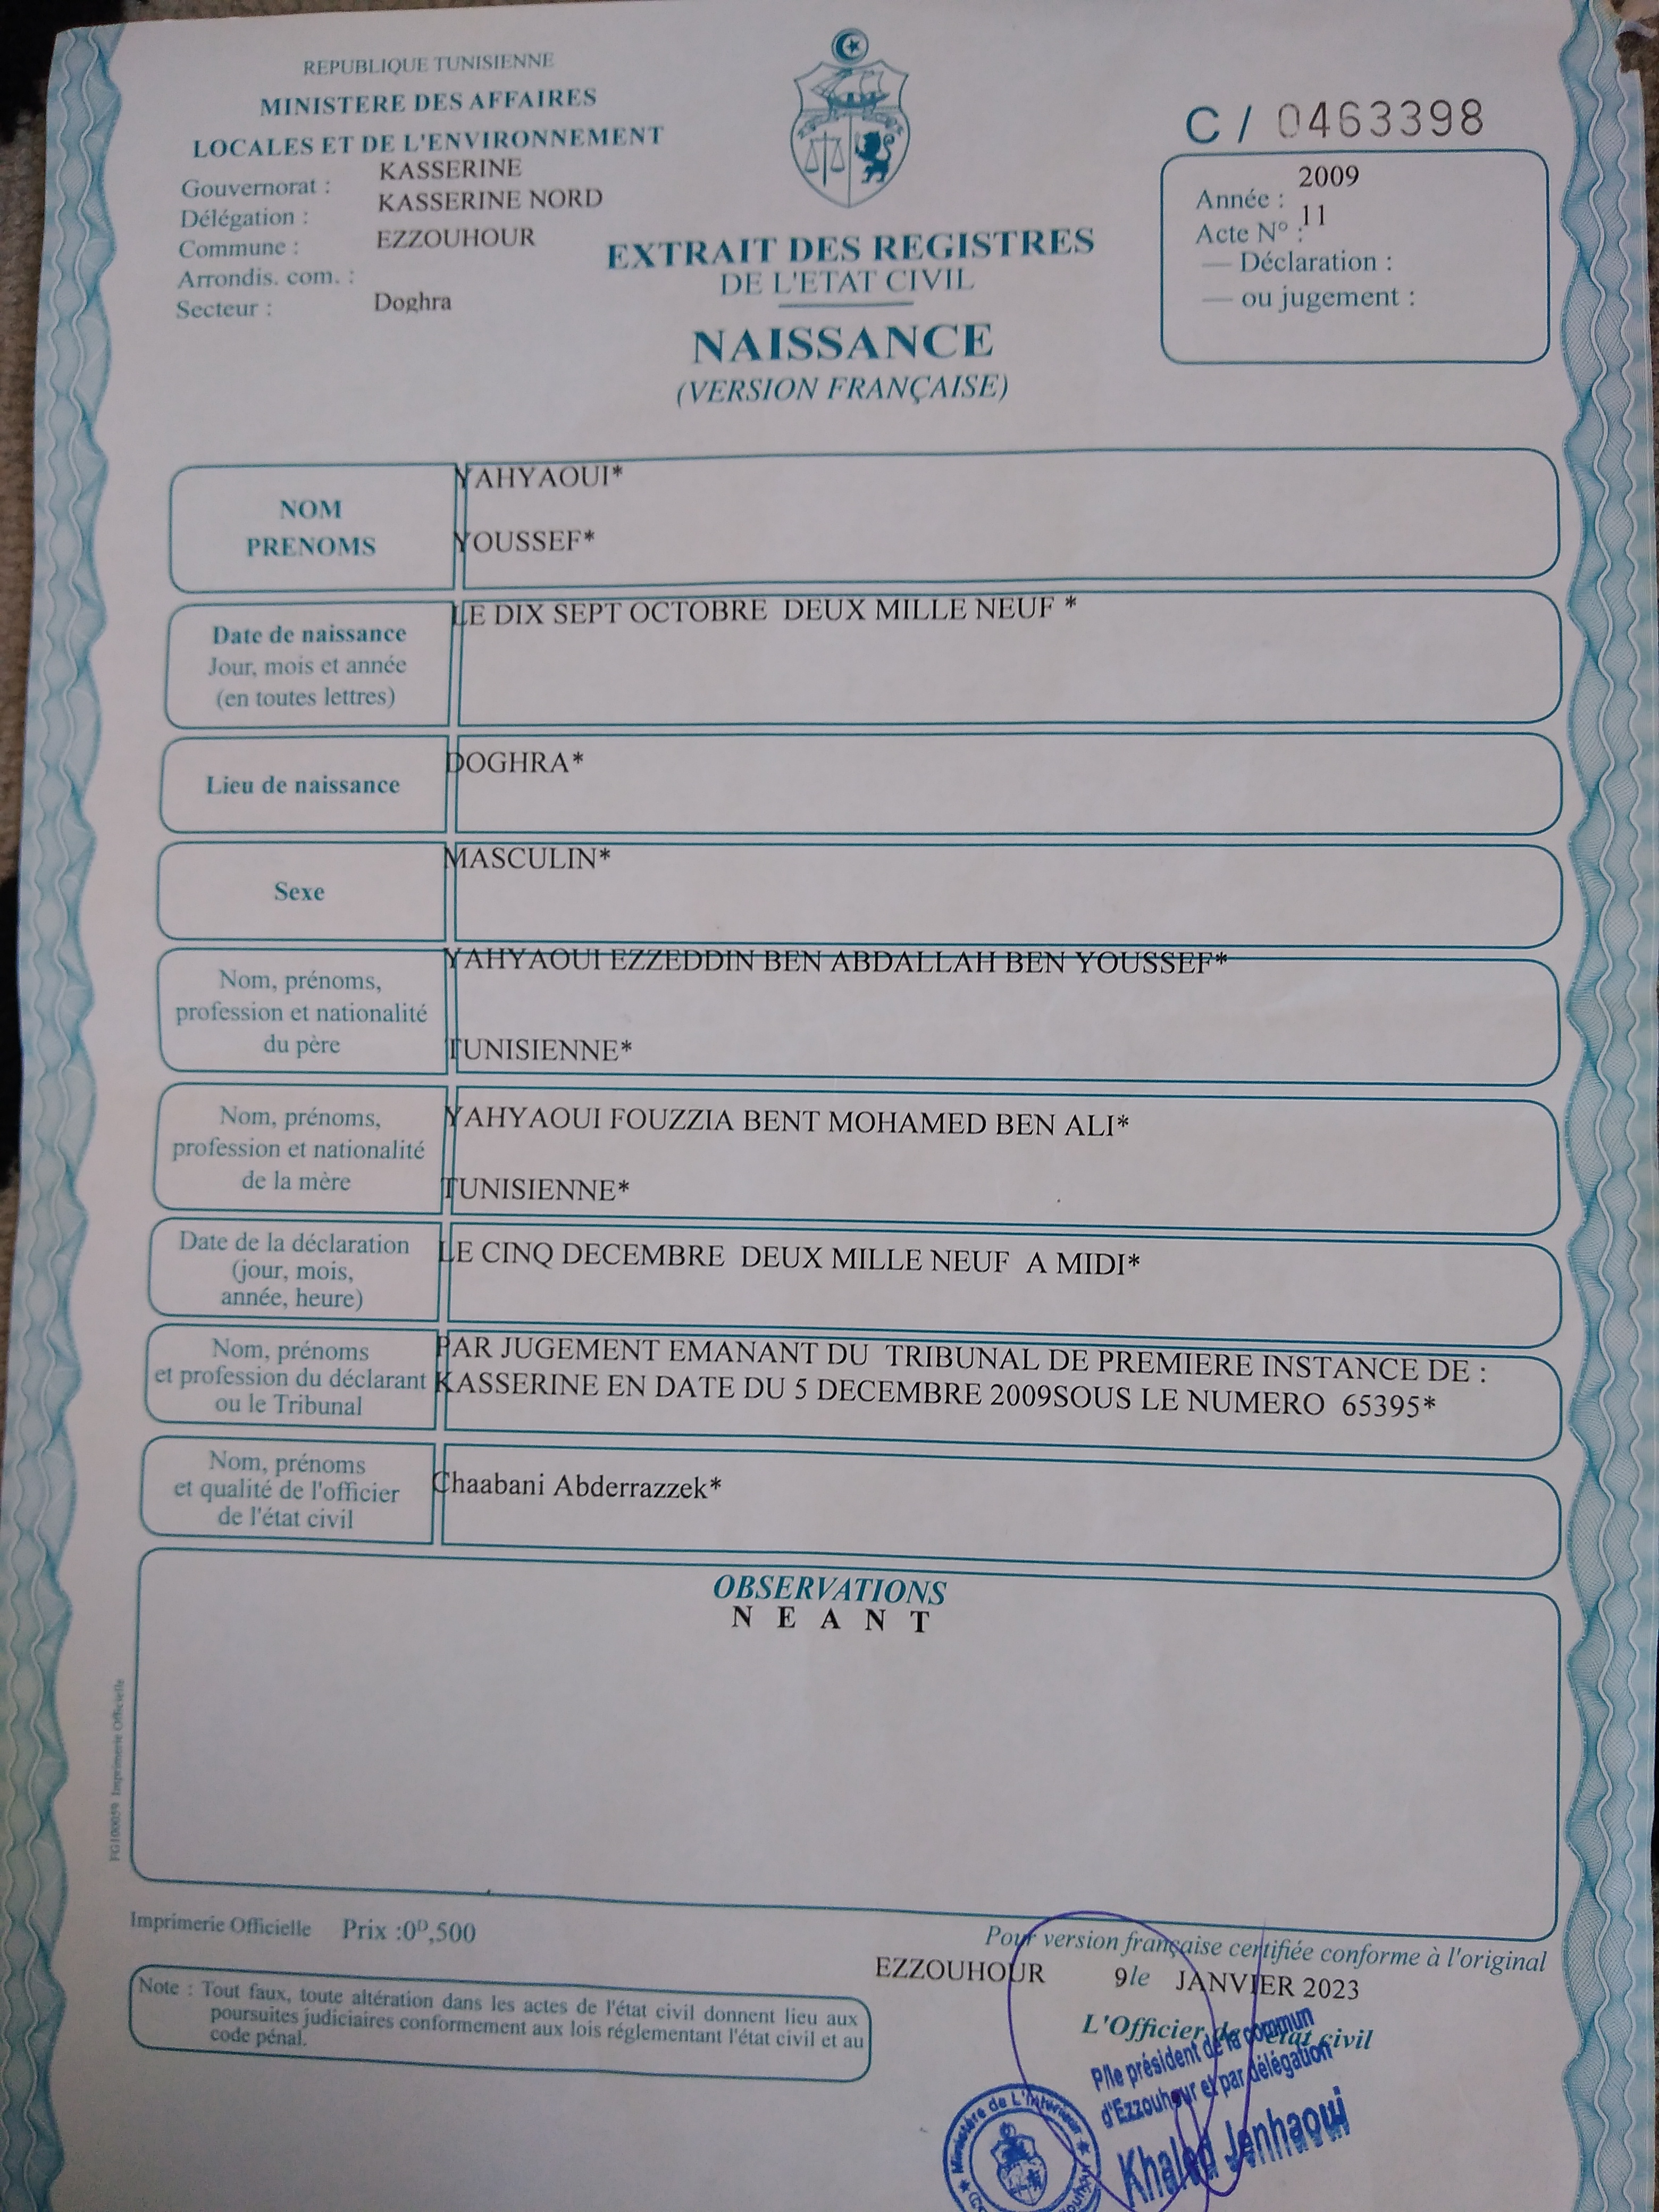 REPUBLIQUE TUNISIENNE
MINISTERE DES AFFAIRES
LOCALES ET DE L'ENVIRONNEMENT
Gouvernorat : KASSERINE
Délégation : KASSERINE NORD
Commune : EZZOUHOUR
Arrondis. com. :
Secteur : Doghra
EXTRAIT DES REGISTRES
DE L'ETAT CIVIL
NAISSANCE
(VERSION FRANÇAISE)
C / 0463398
Année : 2009
Acte N° : 11
— Déclaration :
— ou jugement :
NOM
PRENOMS
YAHYAOUI*
YOUSSEF*
Date de naissance
Jour, mois et année
(en toutes lettres)
LE DIX SEPT OCTOBRE DEUX MILLE NEUF *
Lieu de naissance
DOGHRA*
Sexe
MASCULIN*
Nom, prénoms,
profession et nationalité
du père
YAHYAOUI EZZEDDIN BEN ABDALLAH BEN YOUSSEF*
TUNISIENNE*
Nom, prénoms,
profession et nationalité
de la mère
YAHYAOUI FOUZZIA BENT MOHAMED BEN ALI*
TUNISIENNE*
Date de la déclaration
(jour, mois,
année, heure)
LE CINQ DECEMBRE DEUX MILLE NEUF A MIDI*
Nom, prénoms
et profession du déclarant
ou le Tribunal
PAR JUGEMENT EMANANT DU TRIBUNAL DE PREMIERE INSTANCE DE :
KASSERINE EN DATE DU 5 DECEMBRE 2009SOUS LE NUMERO 65395*
Nom, prénoms
et qualité de l'officier
de l'état civil
Chaabani Abderrazzek*
OBSERVATIONS
N E A N T
FG100059 Imprimerie Officielle
Imprimerie Officielle Prix :0D,500
Note : Tout faux, toute altération dans les actes de l'état civil donnent lieu aux
poursuites judiciaires conformement aux lois réglementant l'état civil et au
code pénal.
Pour version française certifiée conforme à l'original
EZZOUHOUR 9le JANVIER 2023
L'Officier de l'état civil
P/le président de la commun
d'Ezzouhour et par délégation
Khaled Jenhaoui
Ministère de L'Intérieur